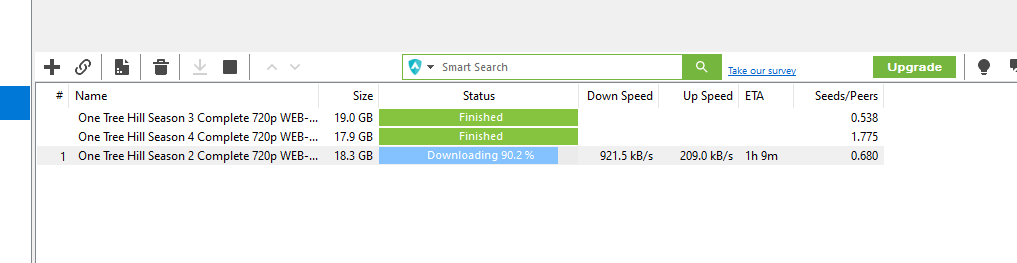 Smart Search
Take our survey
Upgrade
# Name Size Status Down Speed Up Speed ETA Seeds/Peers
One Tree Hill Season 3 Complete 720p WEB-... 19.0 GB Finished 0.538
One Tree Hill Season 4 Complete 720p WEB-... 17.9 GB Finished 1.775
1 One Tree Hill Season 2 Complete 720p WEB-... 18.3 GB Downloading 90.2 % 921.5 kB/s 209.0 kB/s 1h 9m 0.680